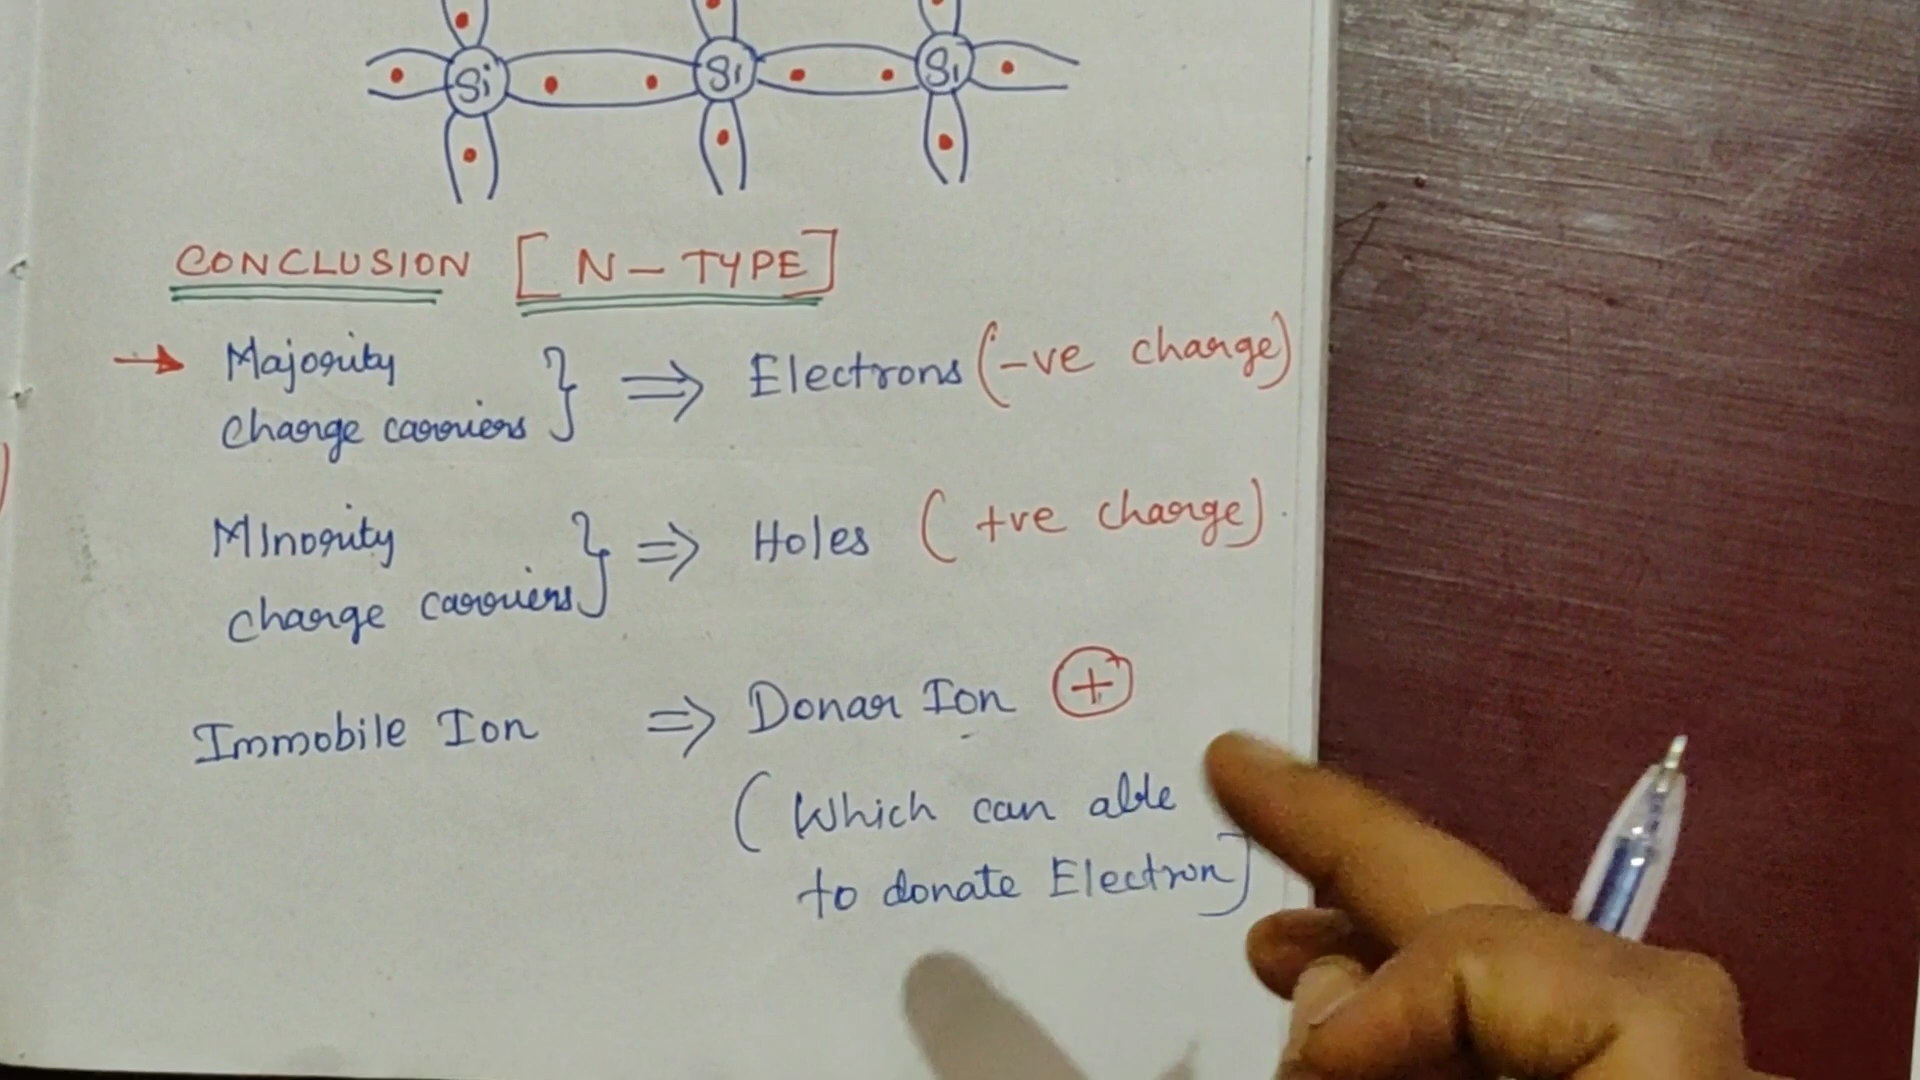 Si Si Si
CONCLUSION [N-TYPE]
→ Majority
charge carriers } ⇒ Electrons (-ve charge)
MInority
charge carriers } ⇒ Holes (+ve charge)
Immobile Ion ⇒ Donar Ion +
(Which can able
to donate Electron)